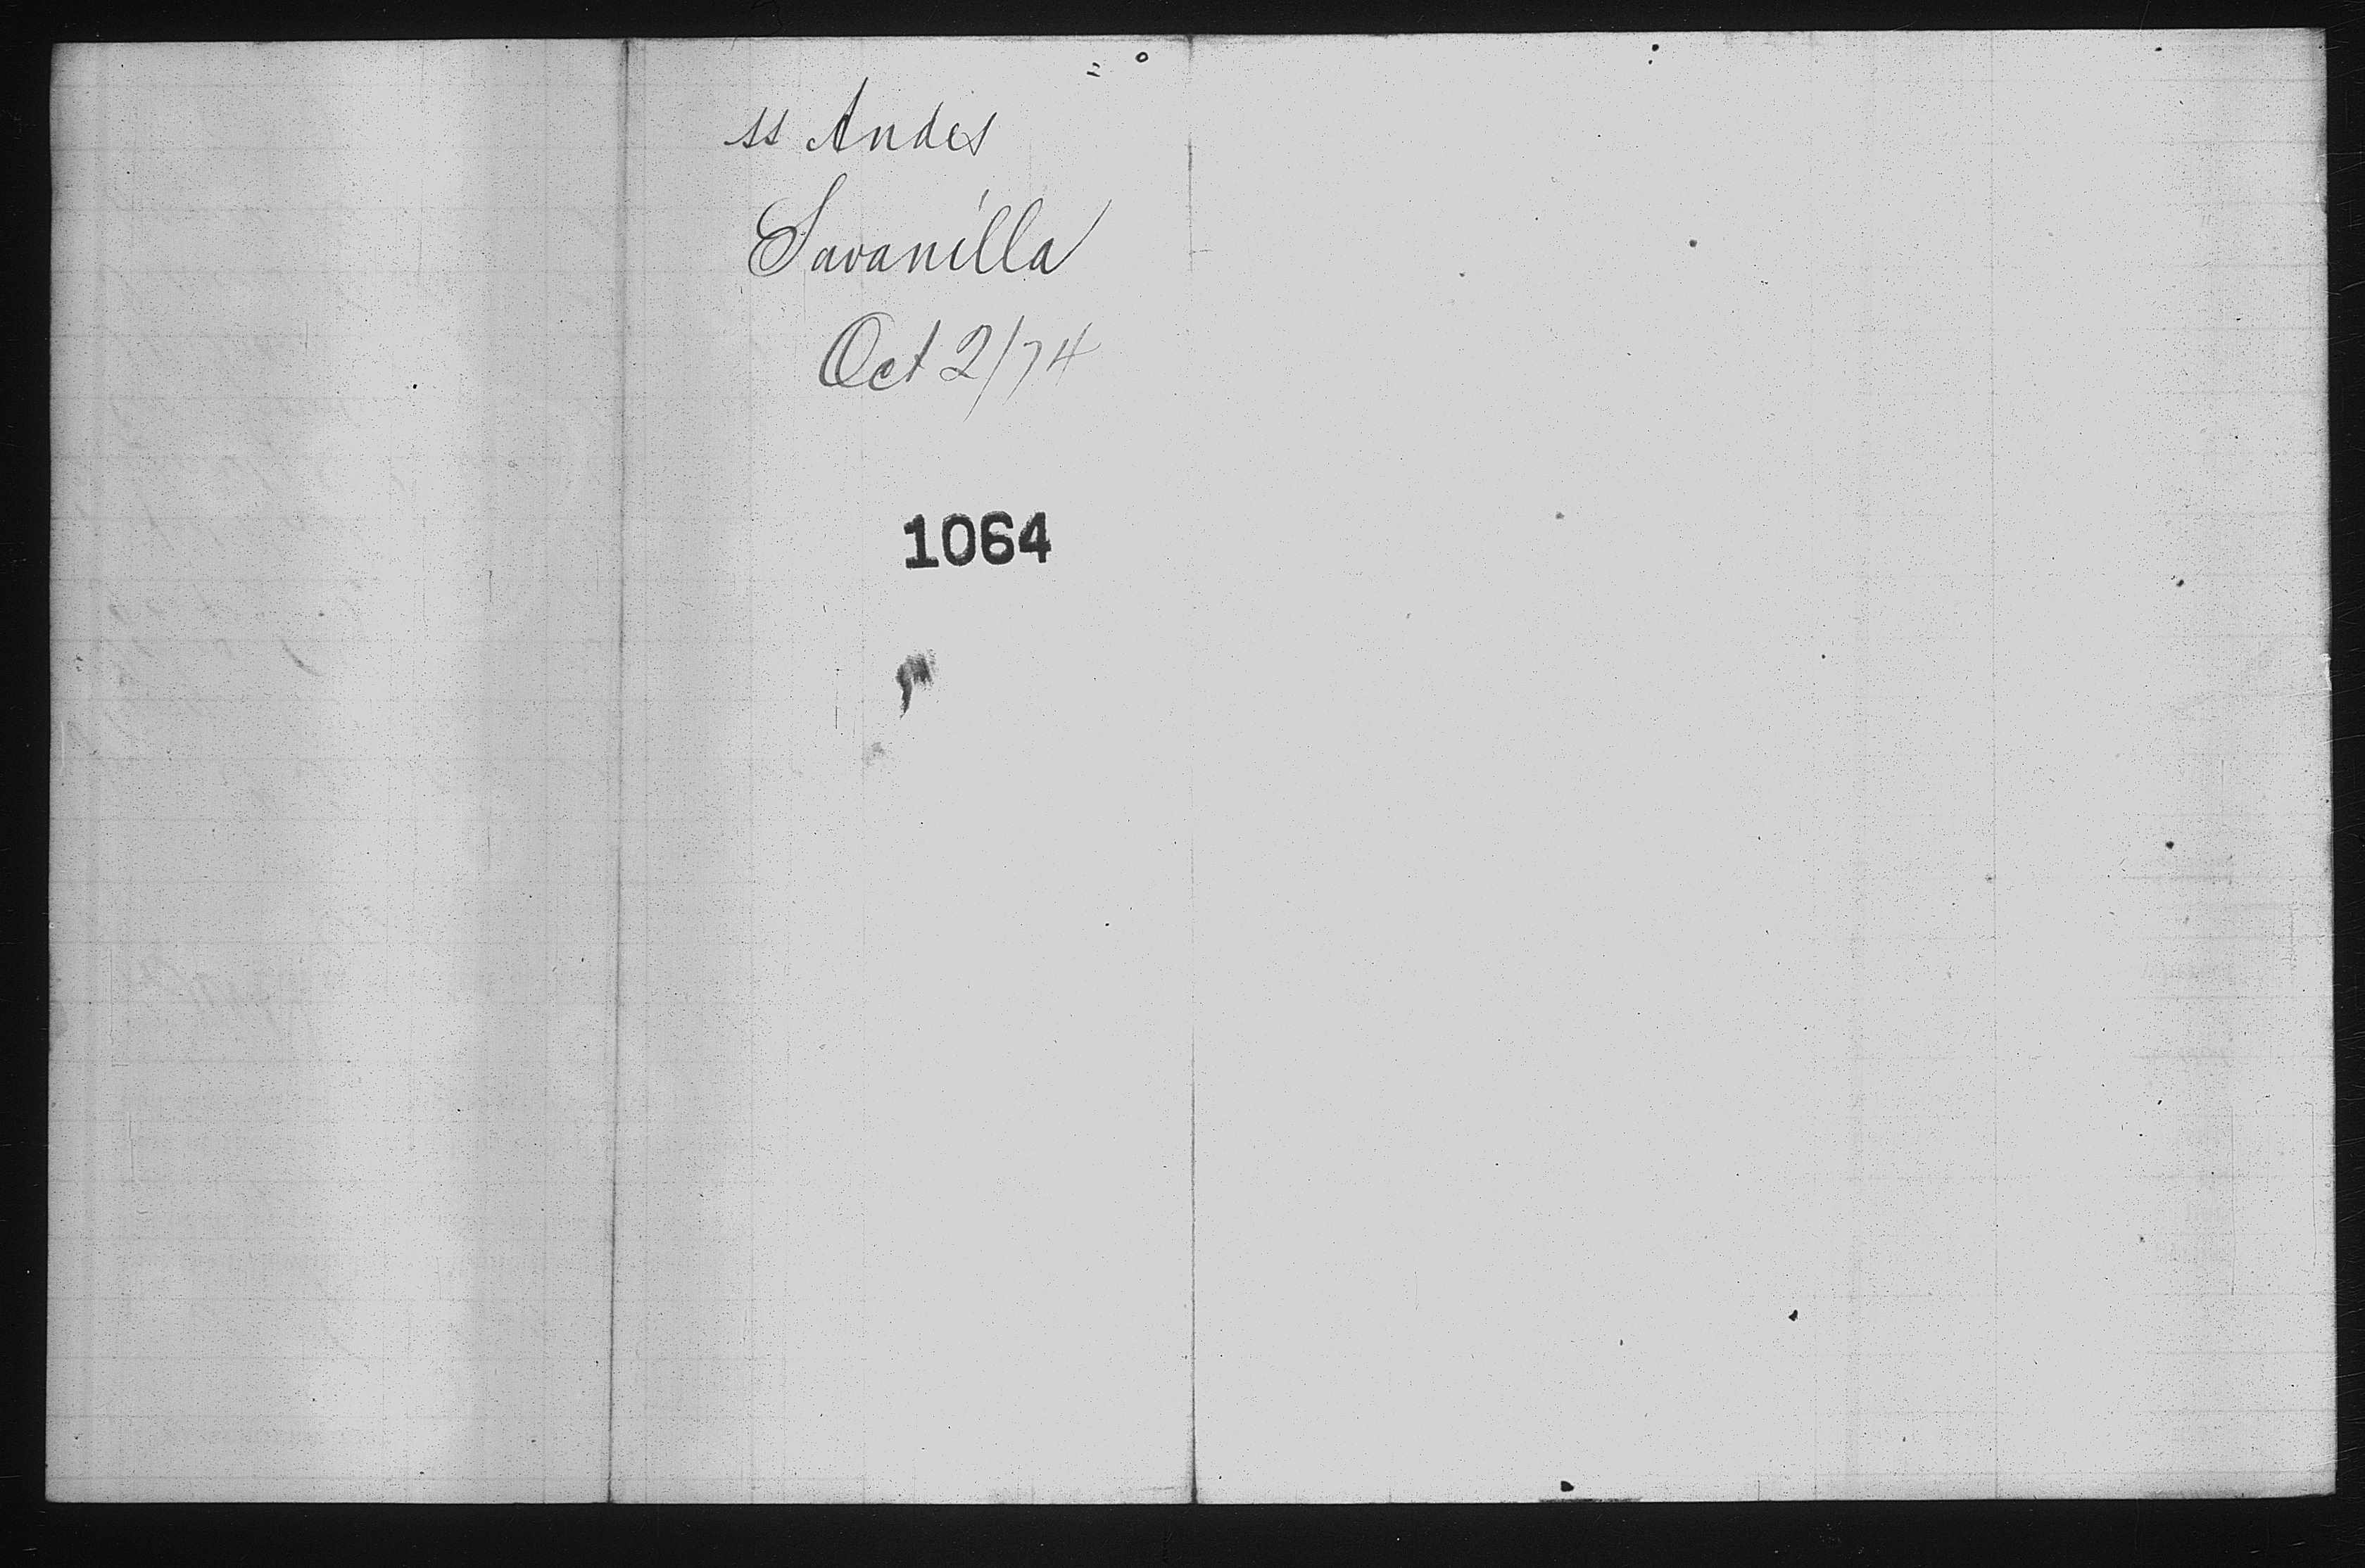 ss Andes
Savanilla
Oct 2/74
1064